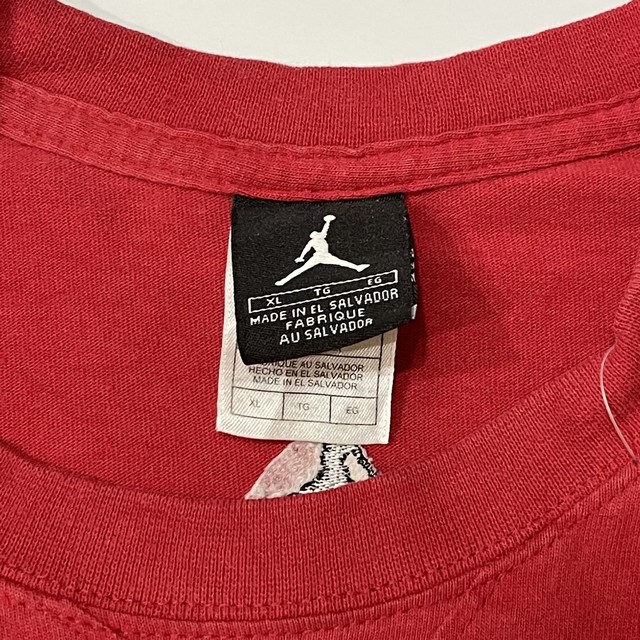 XL TG EG
MADE IN EL SALVADOR
FABRIQUE
AU SALVADOR
AU SALVADOR
HECHO EN EL SALVADOR
MADE IN EL SALVADOR
XL TG EG